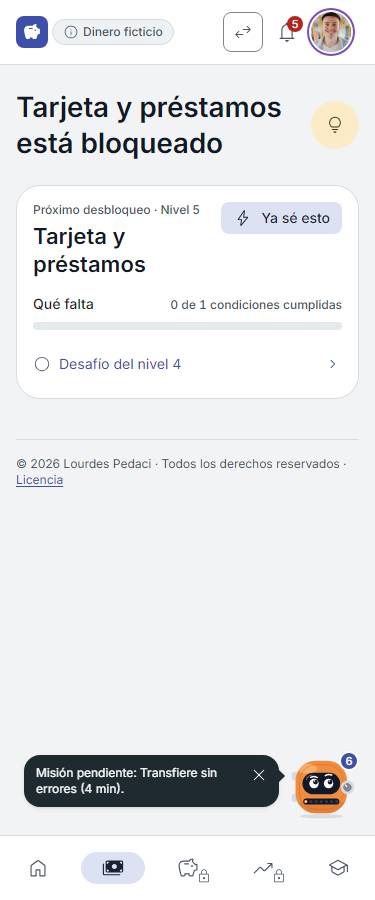 Dinero ficticio
5
Tarjeta y préstamos
está bloqueado
Próximo desbloqueo · Nivel 5
Ya sé esto
Tarjeta y
préstamos
Qué falta
0 de 1 condiciones cumplidas
Desafío del nivel 4
© 2026 Lourdes Pedaci · Todos los derechos reservados ·
Licencia
Misión pendiente: Transfiere sin
errores (4 min).
6